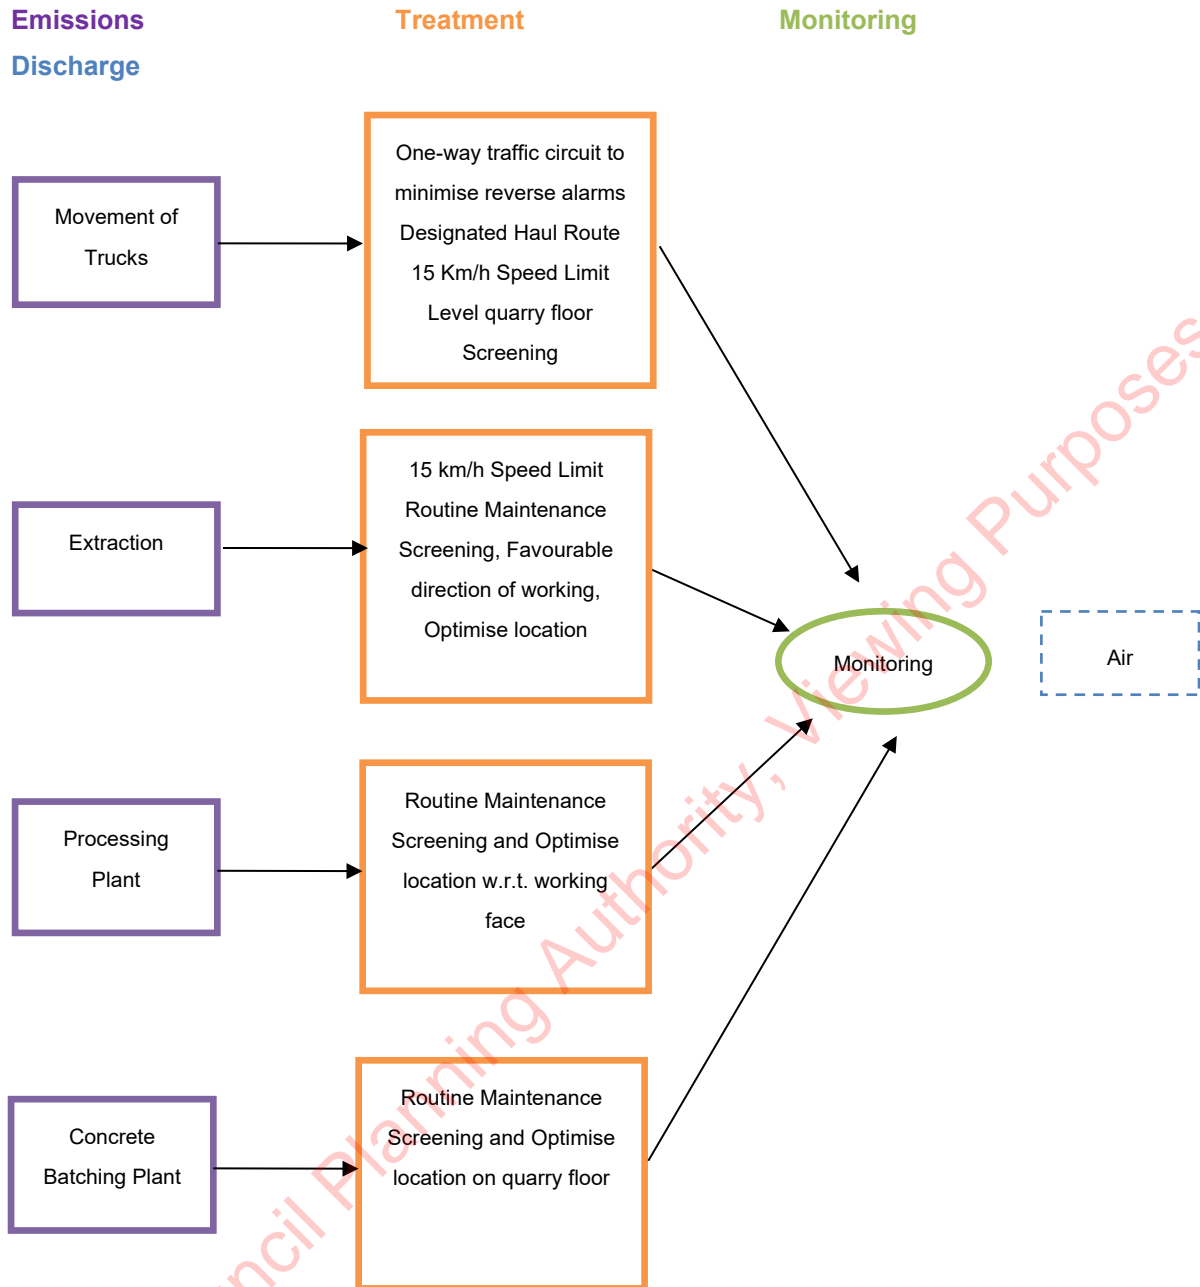 Emissions
Treatment
Monitoring
Discharge
Movement of
Trucks
One-way traffic circuit to
minimise reverse alarms
Designated Haul Route
15 Km/h Speed Limit
Level quarry floor
Screening
Extraction
15 km/h Speed Limit
Routine Maintenance
Screening, Favourable
direction of working,
Optimise location
Monitoring
Air
Processing
Plant
Routine Maintenance
Screening and Optimise
location w.r.t. working
face
Concrete
Batching Plant
Routine Maintenance
Screening and Optimise
location on quarry floor
Planning Authority, Viewing Purposes